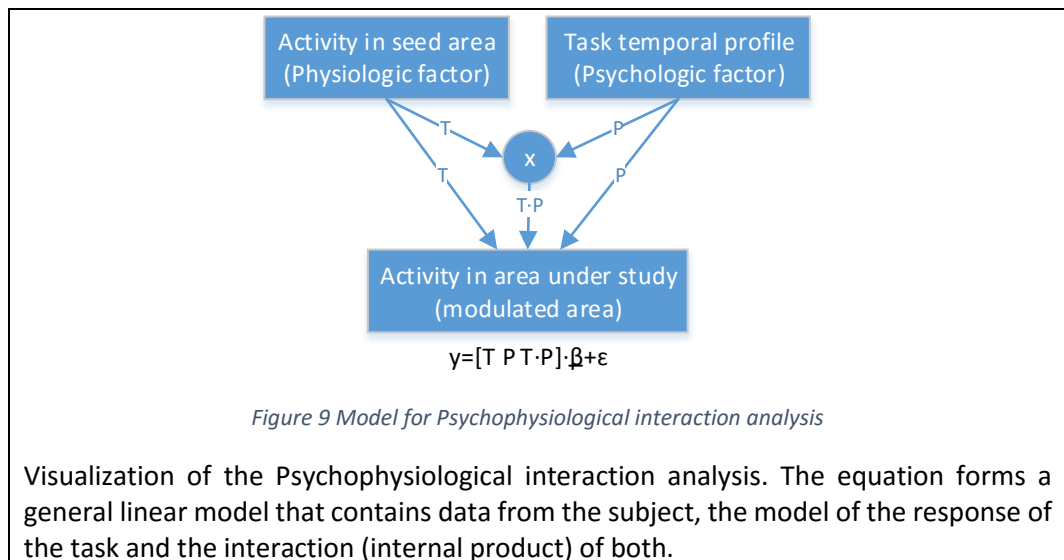 Activity in seed area
(Physiologic factor)
Task temporal profile
(Psychologic factor)
T
P
x
T
P
T·P
Activity in area under study
(modulated area)
y=[T P T·P]·β+ε
Figure 9 Model for Psychophysiological interaction analysis
Visualization of the Psychophysiological interaction analysis. The equation forms a
general linear model that contains data from the subject, the model of the response of
the task and the interaction (internal product) of both.